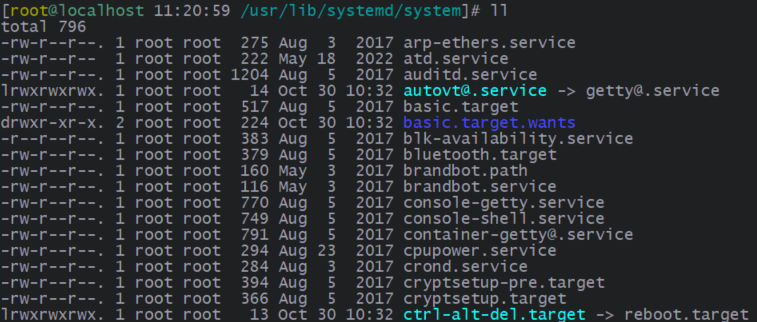 [root@localhost 11:20:59 /usr/lib/systemd/system]# ll
total 796
-rw-r--r--. 1 root root  275 Aug  3  2017 arp-ethers.service
-rw-r--r--  1 root root  222 May 18  2022 atd.service
-rw-r--r--. 1 root root 1204 Aug  5  2017 auditd.service
lrwxrwxrwx. 1 root root   14 Oct 30 10:32 autovt@.service -> getty@.service
-rw-r--r--. 1 root root  517 Aug  5  2017 basic.target
drwxr-xr-x. 2 root root  224 Oct 30 10:32 basic.target.wants
-r--r--r--. 1 root root  383 Aug  5  2017 blk-availability.service
-rw-r--r--. 1 root root  379 Aug  5  2017 bluetooth.target
-rw-r--r--. 1 root root  160 May  3  2017 brandbot.path
-rw-r--r--. 1 root root  116 May  3  2017 brandbot.service
-rw-r--r--. 1 root root  770 Aug  5  2017 console-getty.service
-rw-r--r--. 1 root root  749 Aug  5  2017 console-shell.service
-rw-r--r--. 1 root root  791 Aug  5  2017 container-getty@.service
-rw-r--r--. 1 root root  294 Aug 23  2017 cpupower.service
-rw-r--r--. 1 root root  284 Aug  3  2017 crond.service
-rw-r--r--. 1 root root  394 Aug  5  2017 cryptsetup-pre.target
-rw-r--r--. 1 root root  366 Aug  5  2017 cryptsetup.target
lrwxrwxrwx. 1 root root   13 Oct 30 10:32 ctrl-alt-del.target -> reboot.target